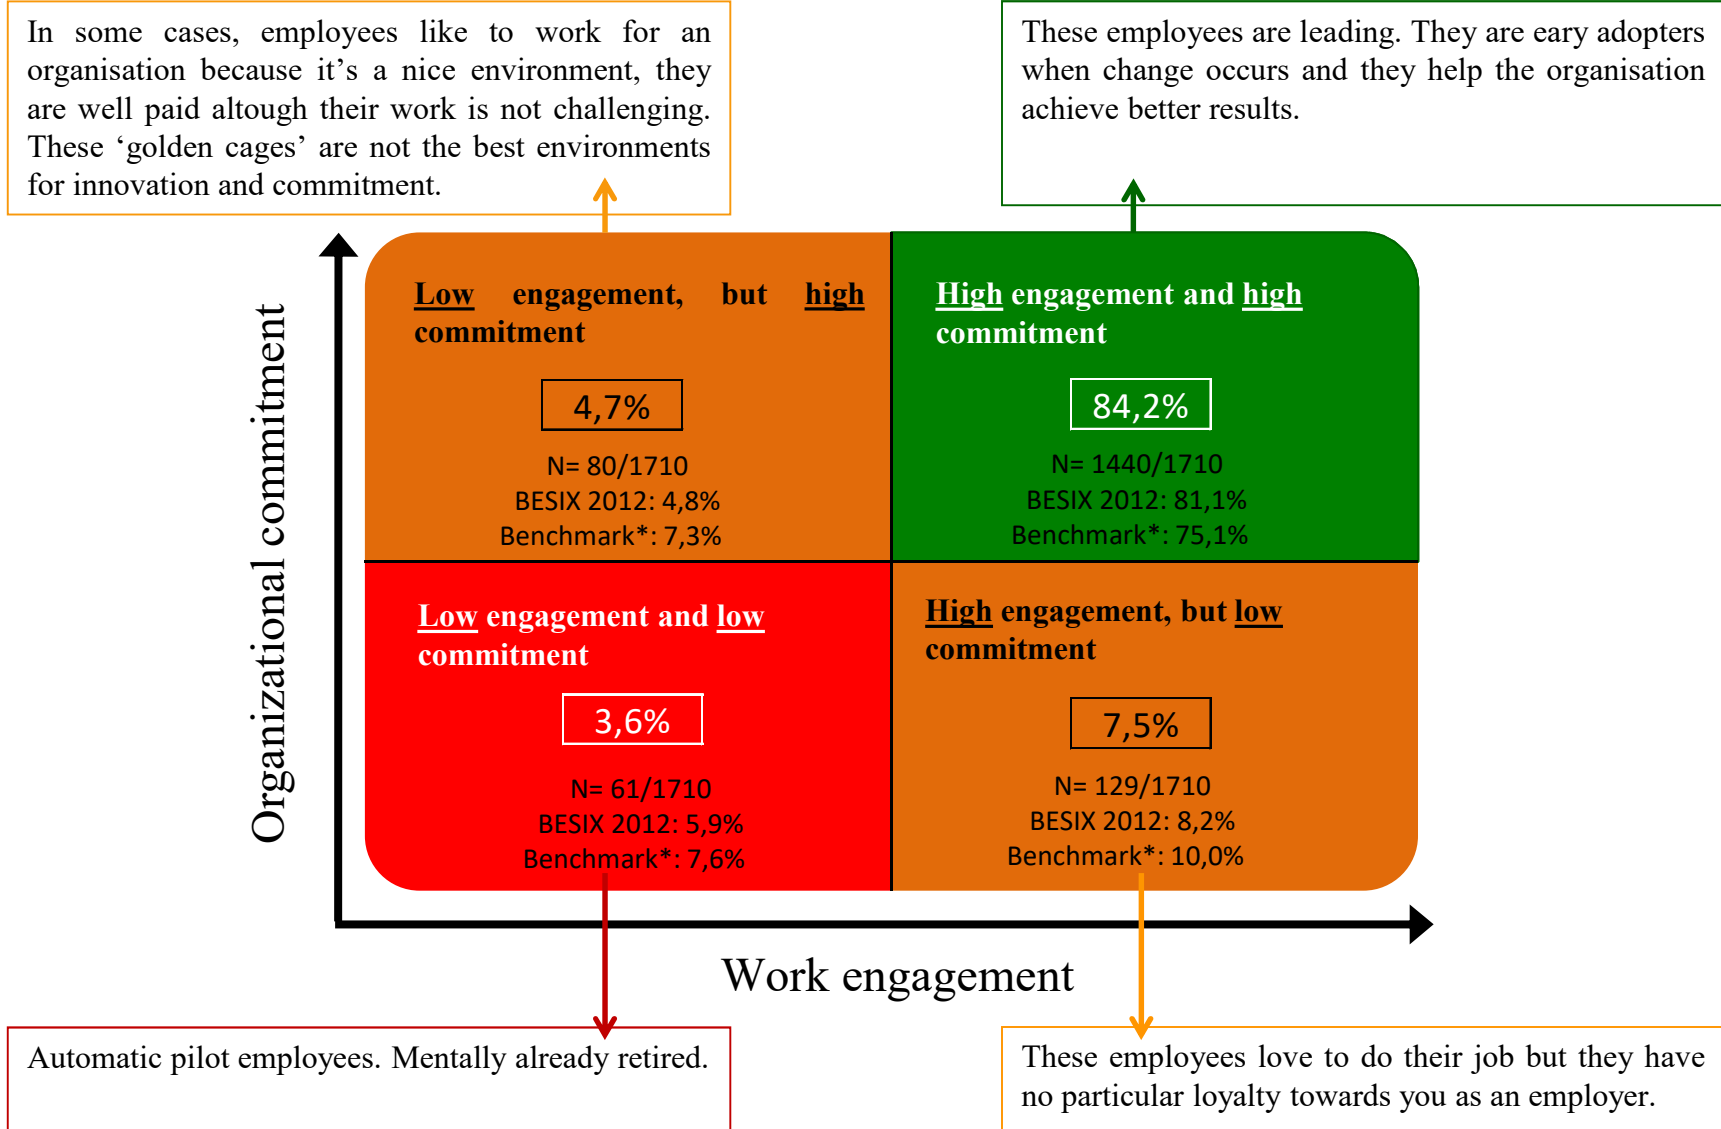 In some cases, employees like to work for an
organisation because it's a nice environment, they
are well paid altough their work is not challenging.
These ‘golden cages’ are not the best environments
for innovation and commitment.
These employees are leading. They are eary adopters
when change occurs and they help the organisation
achieve better results.
Organizational commitment
Low engagement, but high
commitment
4,7%
N= 80/1710
BESIX 2012: 4,8%
Benchmark*: 7,3%
High engagement and high
commitment
84,2%
N= 1440/1710
BESIX 2012: 81,1%
Benchmark*: 75,1%
Low engagement and low
commitment
3,6%
N= 61/1710
BESIX 2012: 5,9%
Benchmark*: 7,6%
High engagement, but low
commitment
7,5%
N= 129/1710
BESIX 2012: 8,2%
Benchmark*: 10,0%
Work engagement
Automatic pilot employees. Mentally already retired.
These employees love to do their job but they have
no particular loyalty towards you as an employer.